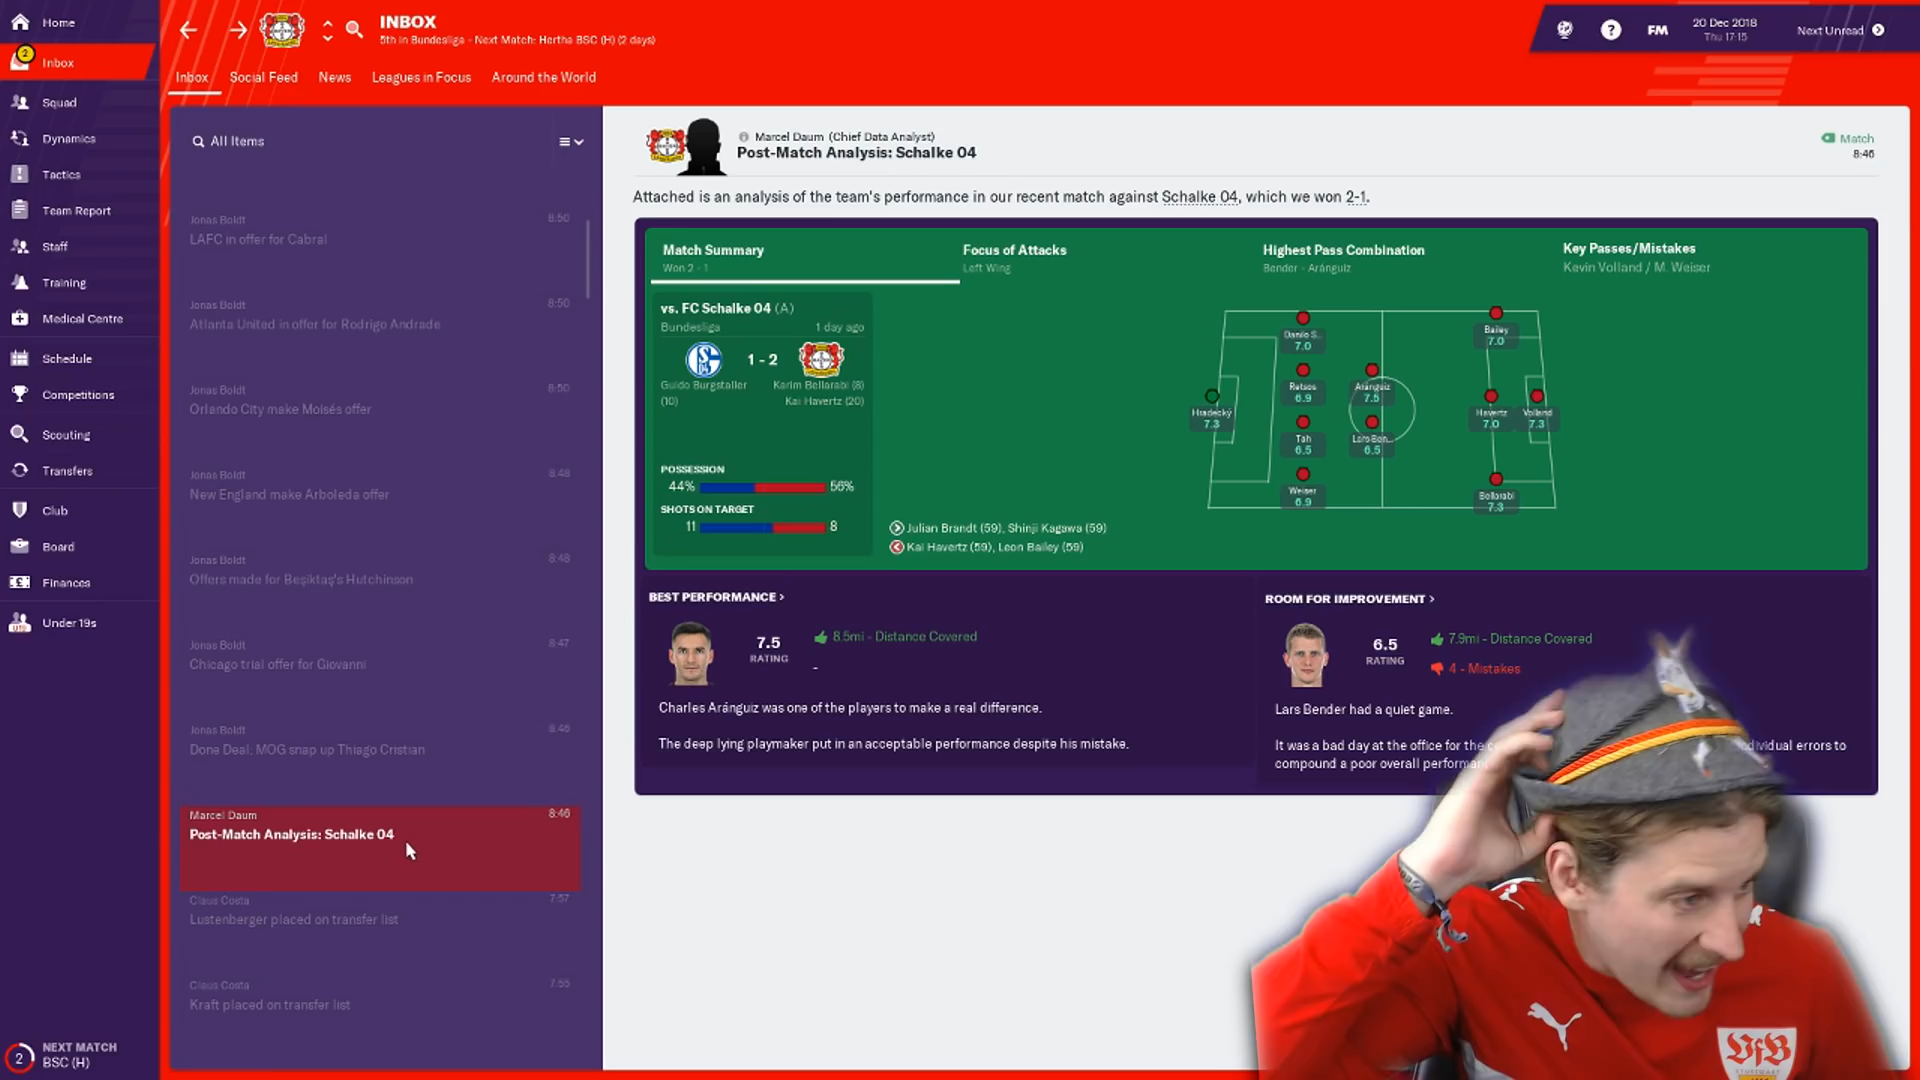 Home
2
Inbox
Squad
Dynamics
Tactics
Team Report
Staff
Training
Medical Centre
Schedule
Competitions
Scouting
Transfers
Club
Board
Finances
Under 19s
2
NEXT MATCH
BSC (H)
INBOX
5th in Bundesliga - Next Match: Hertha BSC (H) (2 days)
Inbox Social Feed News Leagues in Focus Around the World
FM
20 Dec 2018
Thu 17:15
Next Unread
All Items
Jonas Boldt 8:50
LAFC in offer for Cabral
Jonas Boldt 8:50
Atlanta United in offer for Rodrigo Andrade
Jonas Boldt 8:50
Orlando City make Moisés offer
Jonas Boldt 8:48
New England make Arboleda offer
Jonas Boldt 8:48
Offers made for Beşiktaş's Hutchinson
Jonas Boldt 8:47
Chicago trial offer for Giovanni
Jonas Boldt 8:46
Done Deal: MOG snap up Thiago Cristian
Marcel Daum 8:46
Post-Match Analysis: Schalke 04
Claus Costa 7:57
Lustenberger placed on transfer list
Claus Costa 7:55
Kraft placed on transfer list
Marcel Daum (Chief Data Analyst)
Post-Match Analysis: Schalke 04
Match
8:46
Attached is an analysis of the team's performance in our recent match against Schalke 04, which we won 2-1.
Match Summary
Won 2 - 1
Focus of Attacks
Left Wing
Highest Pass Combination
Bender - Aránguiz
Key Passes/Mistakes
Kevin Volland / M. Weiser
vs. FC Schalke 04 (A)
Bundesliga 1 day ago
1 - 2
Guido Burgstaller (10)
Karim Bellarabi (8)
Kai Havertz (20)
POSSESSION
44% 56%
SHOTS ON TARGET
11 8
Julian Brandt (59), Shinji Kagawa (59)
Kai Havertz (59), Leon Bailey (59)
Danilo S...
7.0
Bailey
7.0
Retsos
6.9
Aránguiz
7.5
Hradecký
7.3
Havertz
7.0
Volland
7.3
Tah
6.5
Lars Ben...
6.5
Weiser
6.9
Bellarabi
7.3
BEST PERFORMANCE >
7.5
RATING
8.5mi - Distance Covered
-
Charles Aránguiz was one of the players to make a real difference.
The deep lying playmaker put in an acceptable performance despite his mistake.
ROOM FOR IMPROVEMENT >
6.5
RATING
7.9mi - Distance Covered
4 - Mistakes
Lars Bender had a quiet game.
It was a bad day at the office for the individual errors to
compound a poor overall
VfB
STUTTGART